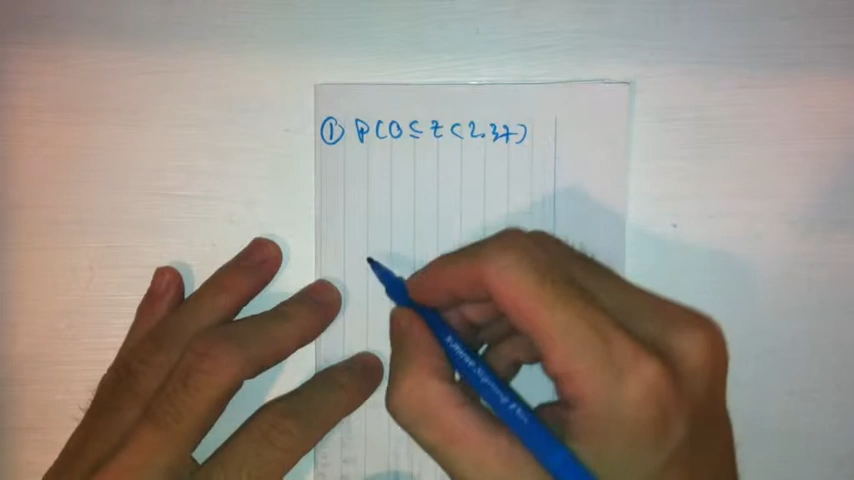 ① P(0 ≤ Z < 2.37)